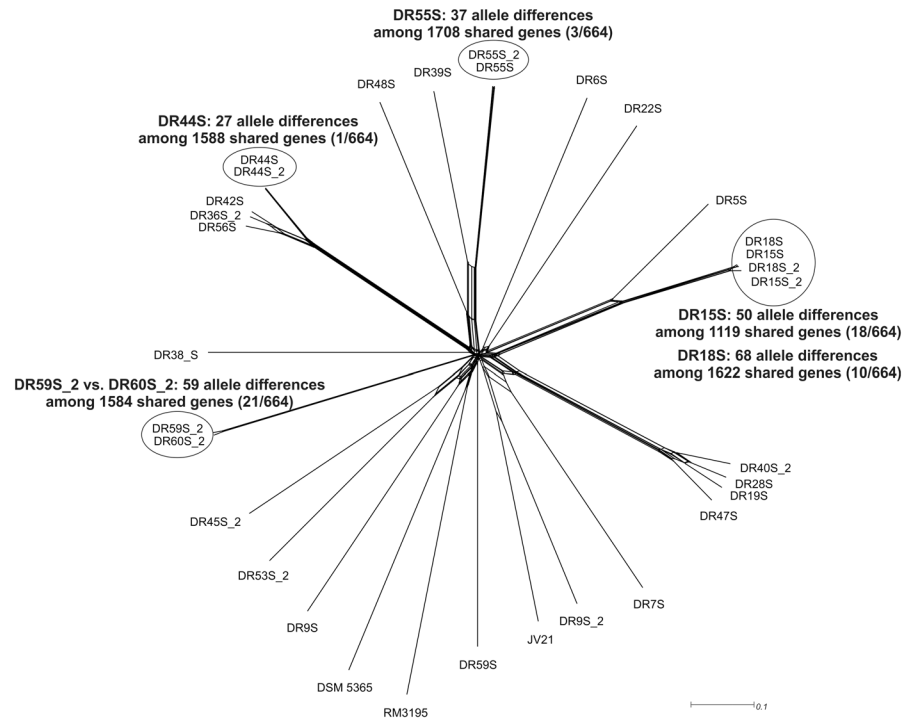 DR55S: 37 allele differences
among 1708 shared genes (3/664)
DR55S_2
DR55S
DR39S
DR48S
DR6S
DR22S
DR44S: 27 allele differences
among 1588 shared genes (1/664)
DR44S
DR44S_2
DR42S
DR36S_2
DR56S
DR5S
DR18S
DR15S
DR18S_2
DR15S_2
DR15S: 50 allele differences
among 1119 shared genes (18/664)
DR18S: 68 allele differences
among 1622 shared genes (10/664)
DR38_S
DR59S_2 vs. DR60S_2: 59 allele differences
among 1584 shared genes (21/664)
DR59S_2
DR60S_2
DR40S_2
DR28S
DR19S
DR47S
DR45S_2
DR53S_2
DR9S
DSM 5365
RM3195
DR59S
JV21
DR9S_2
DR7S
0.1